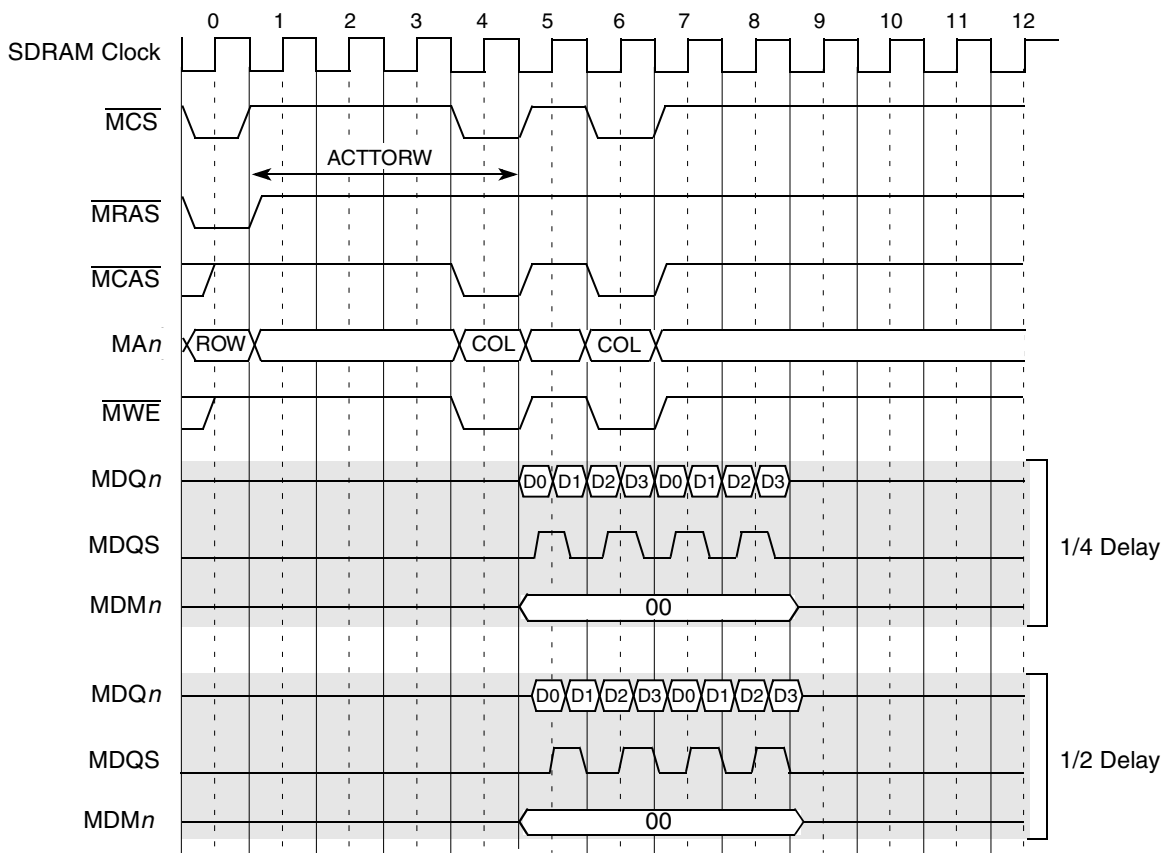 0 1 2 3 4 5 6 7 8 9 10 11 12
SDRAM Clock
MCS
ACTTORW
MRAS
MCAS
MAn ROW COL COL
MWE
MDQn D0 D1 D2 D3 D0 D1 D2 D3
MDQS
1/4 Delay
MDMn 00
MDQn D0 D1 D2 D3 D0 D1 D2 D3
MDQS
1/2 Delay
MDMn 00